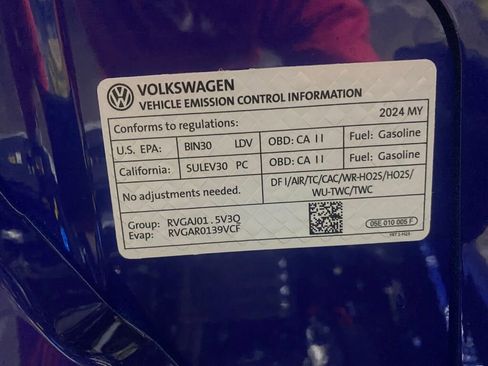 VOLKSWAGEN
VEHICLE EMISSION CONTROL INFORMATION
Conforms to regulations: 2024 MY
U.S. EPA: BIN30 LDV OBD: CA II Fuel: Gasoline
California: SULEV30 PC OBD: CA II Fuel: Gasoline
No adjustments needed.
DFI/AIR/TC/CAC/WR-HO2S/HO2S/
WU-TWC/TWC
Group: RVGAJ01.5V3Q
Evap: RVGAR0139VCF
05E 010 005 F